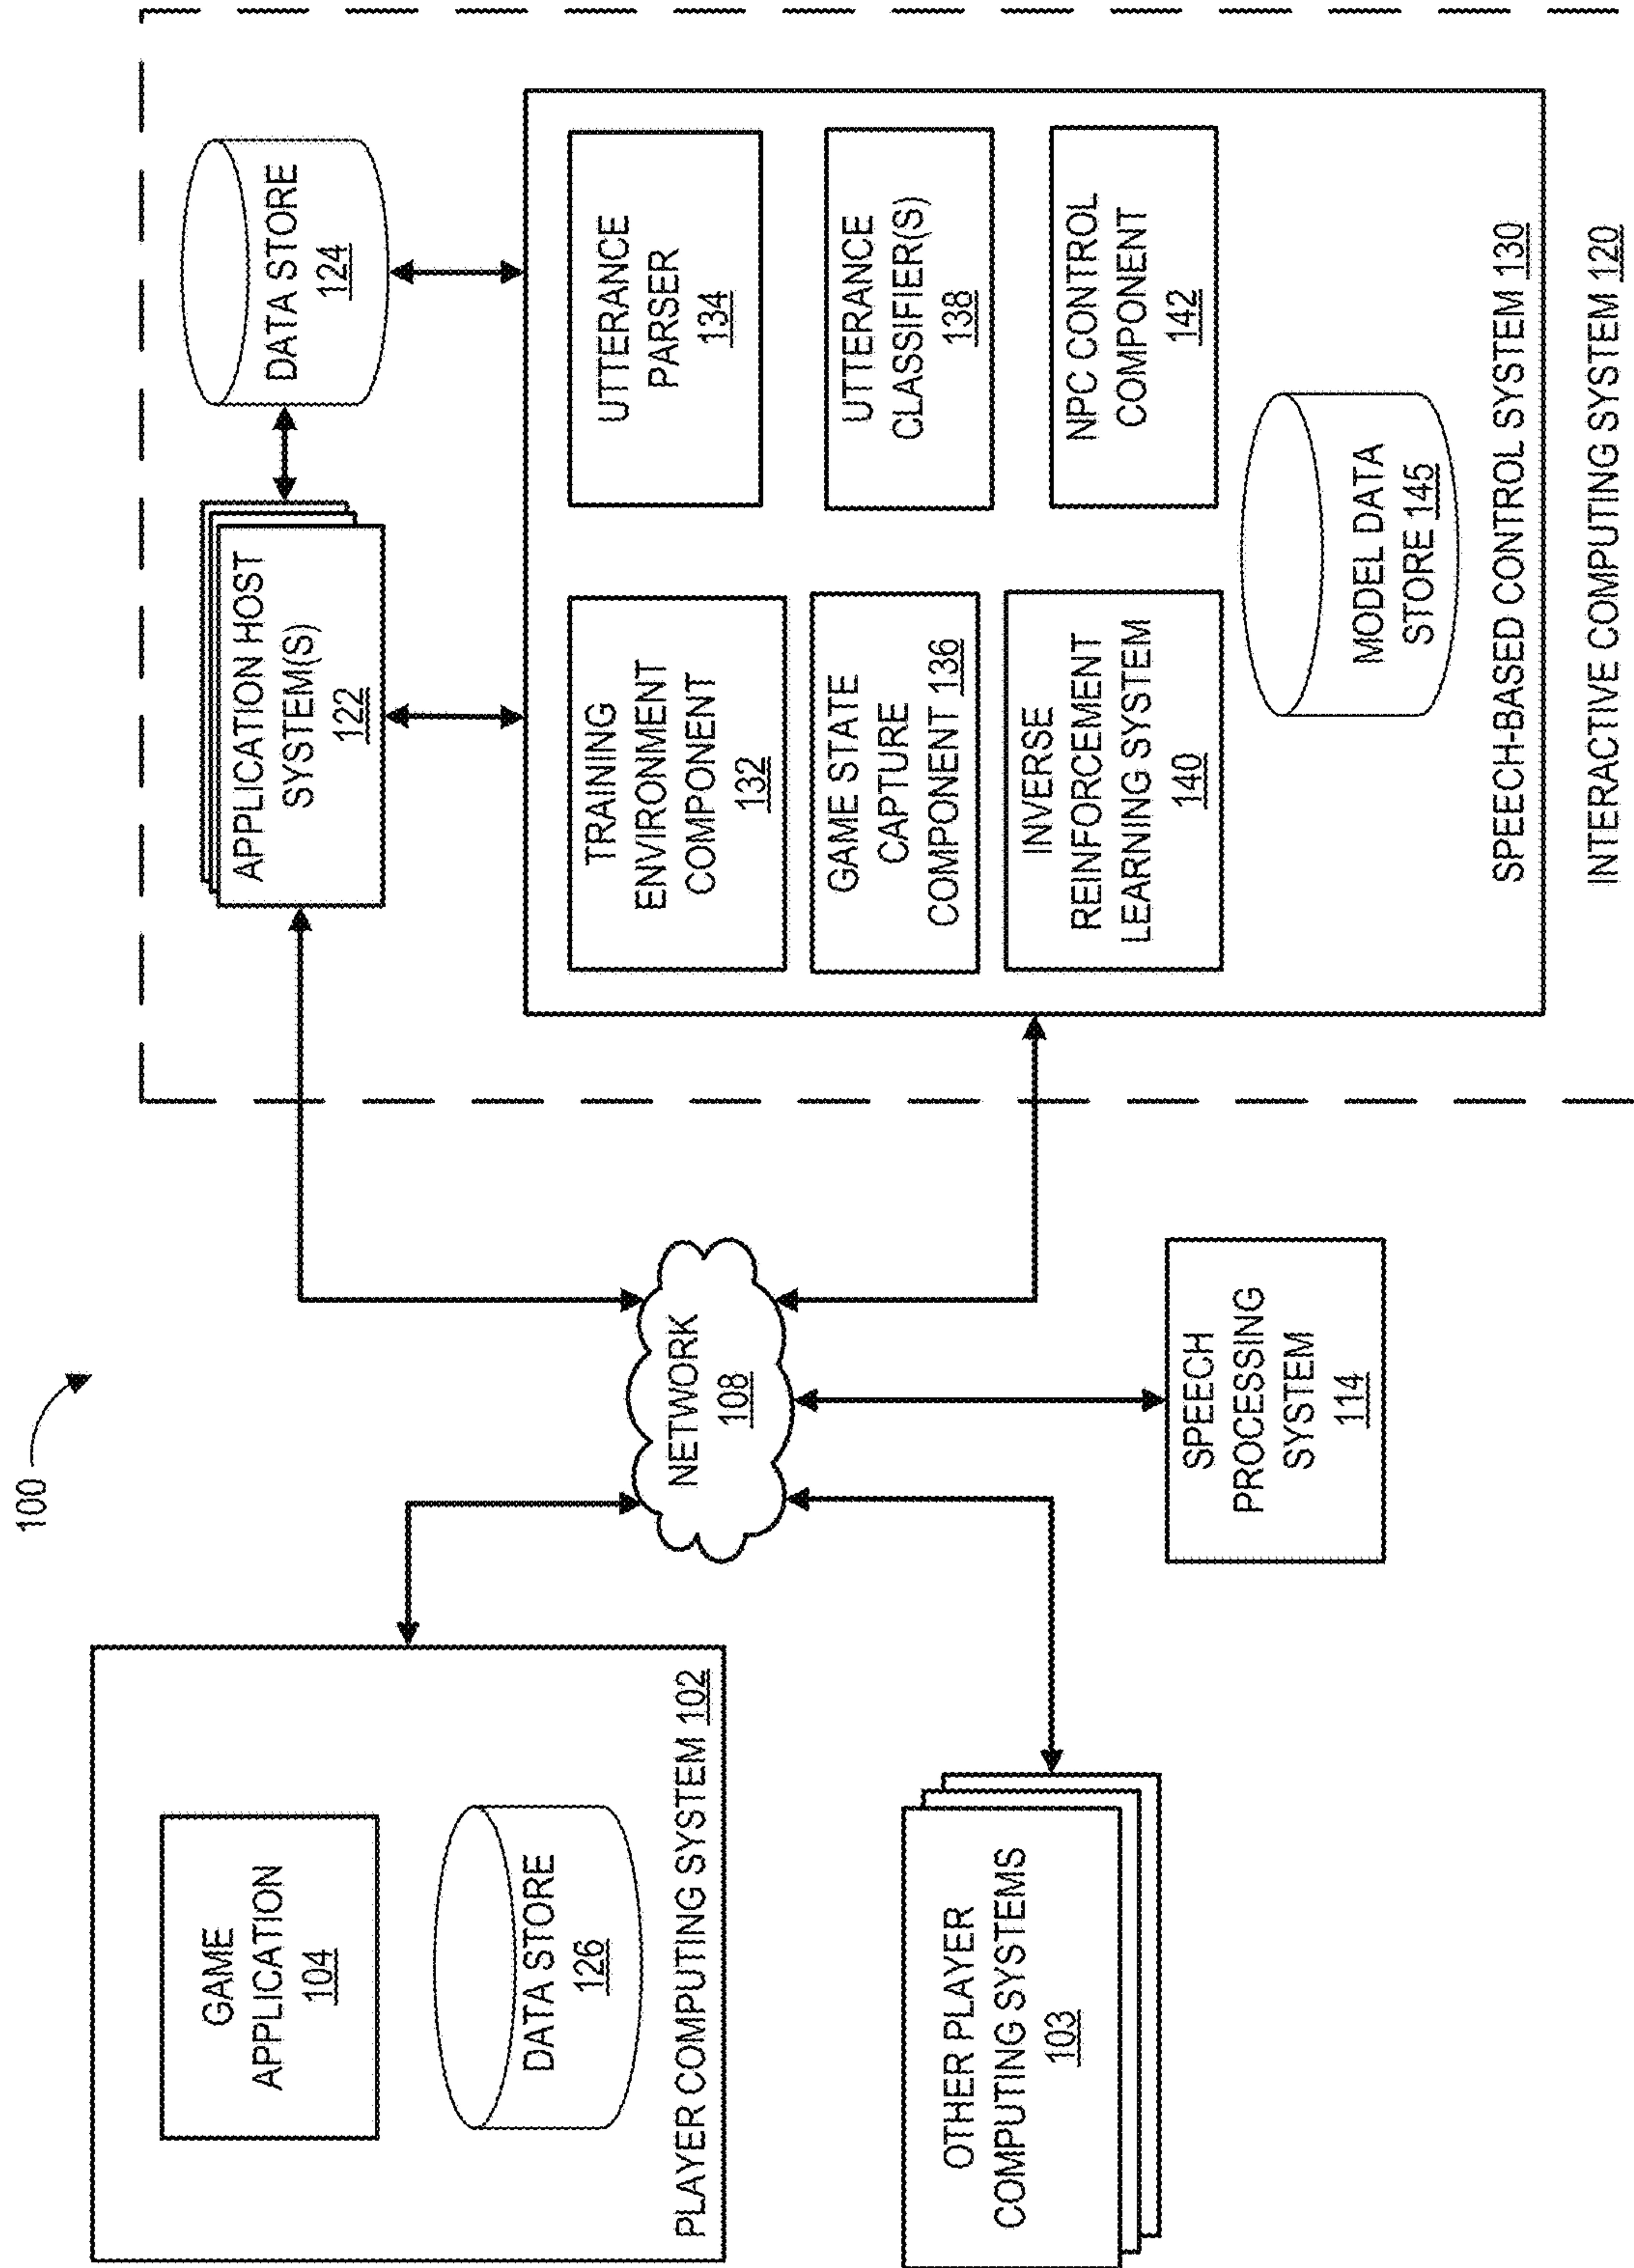 100
GAME
APPLICATION
104
DATA STORE
126
PLAYER COMPUTING SYSTEM 102
OTHER PLAYER
COMPUTING SYSTEMS
103
NETWORK
108
SPEECH
PROCESSING
SYSTEM
114
APPLICATION HOST
SYSTEM(S)
122
DATA STORE
124
TRAINING
ENVIRONMENT
COMPONENT
132
UTTERANCE
PARSER
134
GAME STATE
CAPTURE
COMPONENT 136
UTTERANCE
CLASSIFIER(S)
138
INVERSE
REINFORCEMENT
LEARNING SYSTEM
140
NPC CONTROL
COMPONENT
142
MODEL DATA
STORE 145
SPEECH-BASED CONTROL SYSTEM 130
INTERACTIVE COMPUTING SYSTEM 120